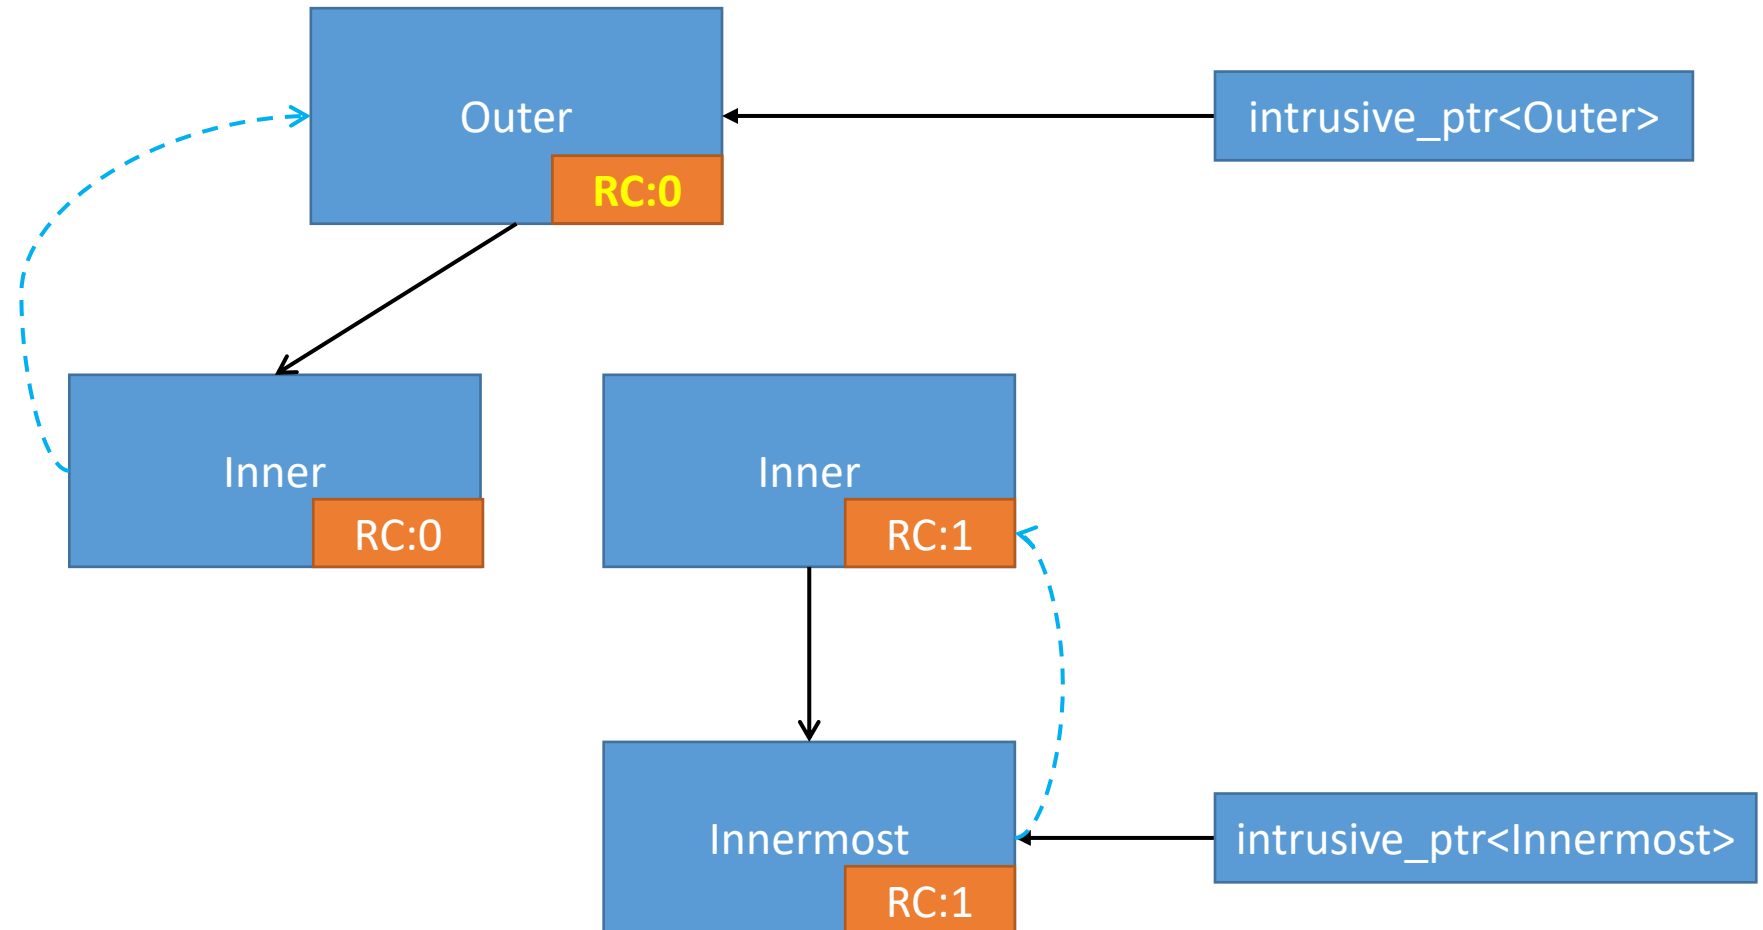 Outer
intrusive_ptr<Outer>
RC:0
Inner
Inner
RC:0
RC:1
Innermost
intrusive_ptr<Innermost>
RC:1